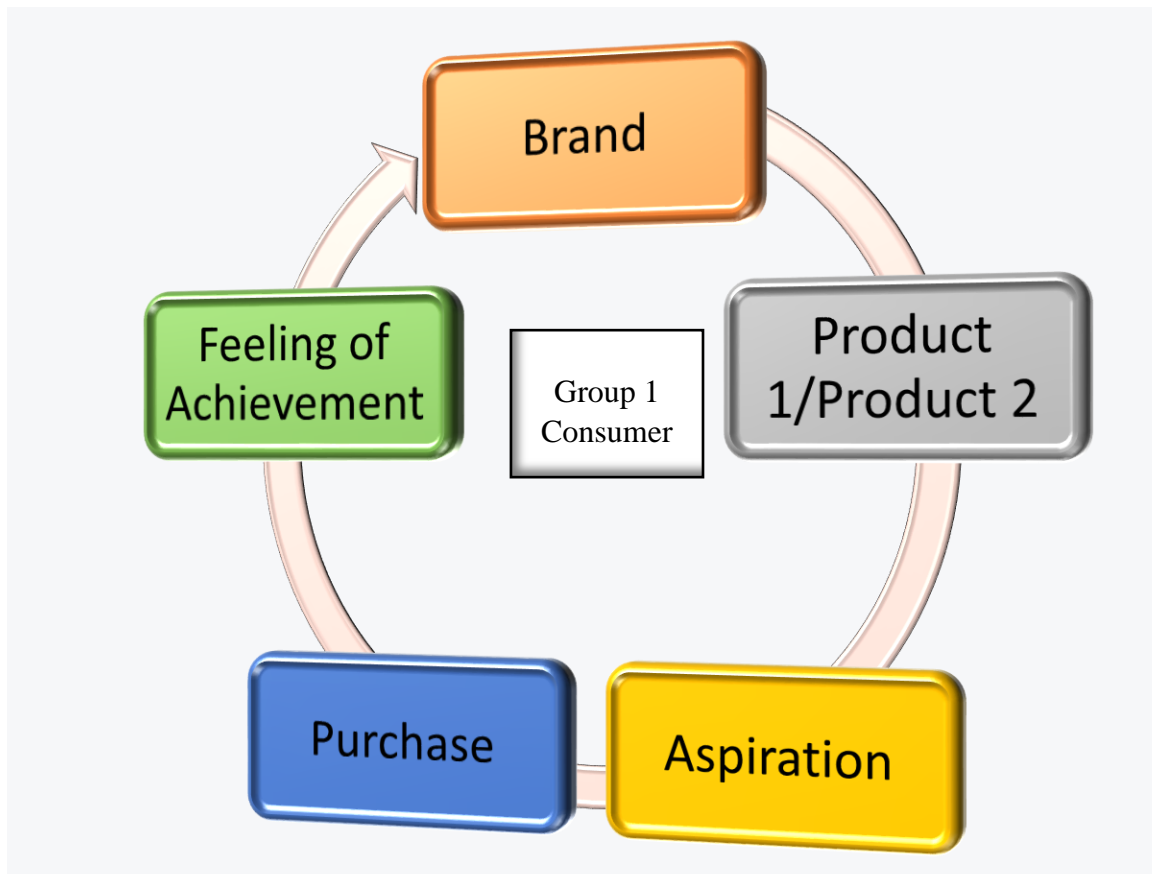 Brand
Product
1/Product 2
Aspiration
Purchase
Feeling of
Achievement
Group 1
Consumer